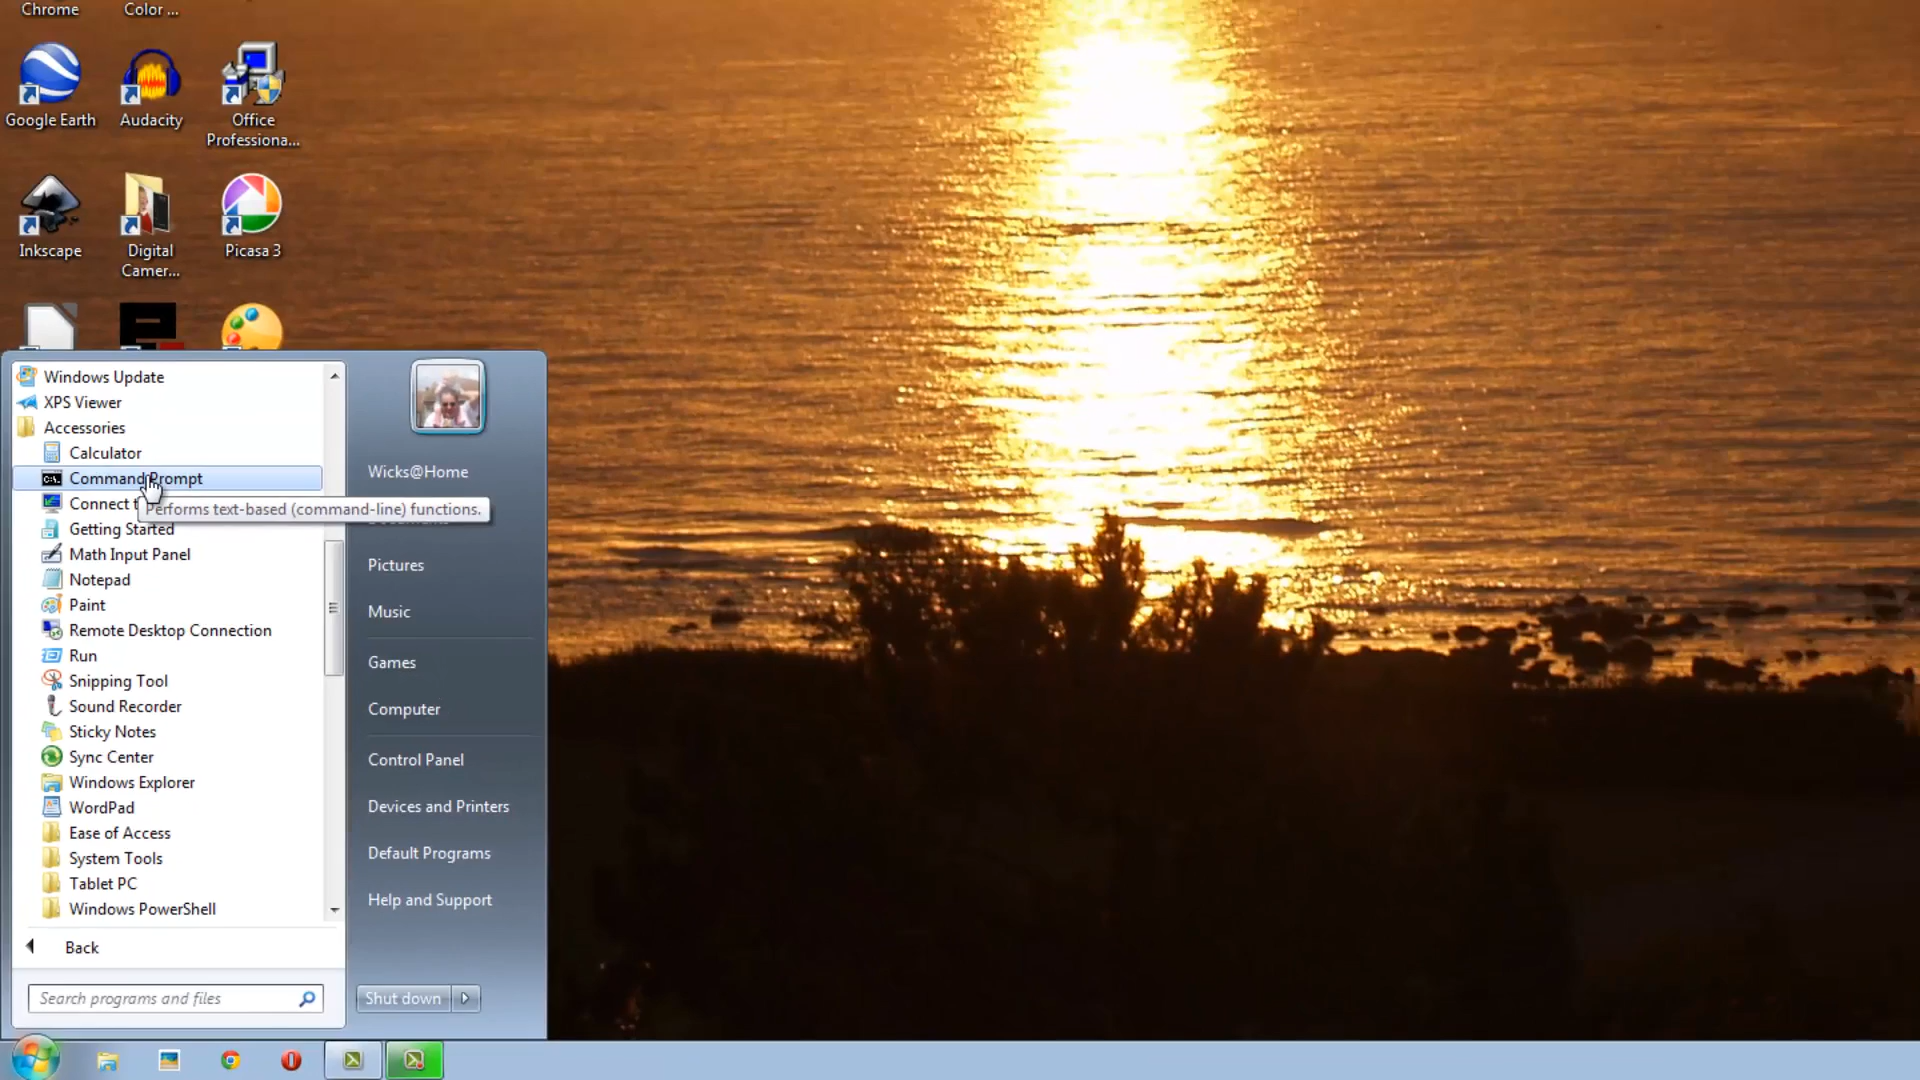 Chrome
Color ...
Google Earth
Audacity
Office
Professiona...
Inkscape
Digital
Camer...
Picasa 3
Windows Update
XPS Viewer
Accessories
Calculator
Command Prompt
Connect t
Performs text-based (command-line) functions.
Getting Started
Math Input Panel
Notepad
Paint
Remote Desktop Connection
Run
Snipping Tool
Sound Recorder
Sticky Notes
Sync Center
Windows Explorer
WordPad
Ease of Access
System Tools
Tablet PC
Windows PowerShell
Back
Search programs and files
Wicks@Home
Documents
Pictures
Music
Games
Computer
Control Panel
Devices and Printers
Default Programs
Help and Support
Shut down